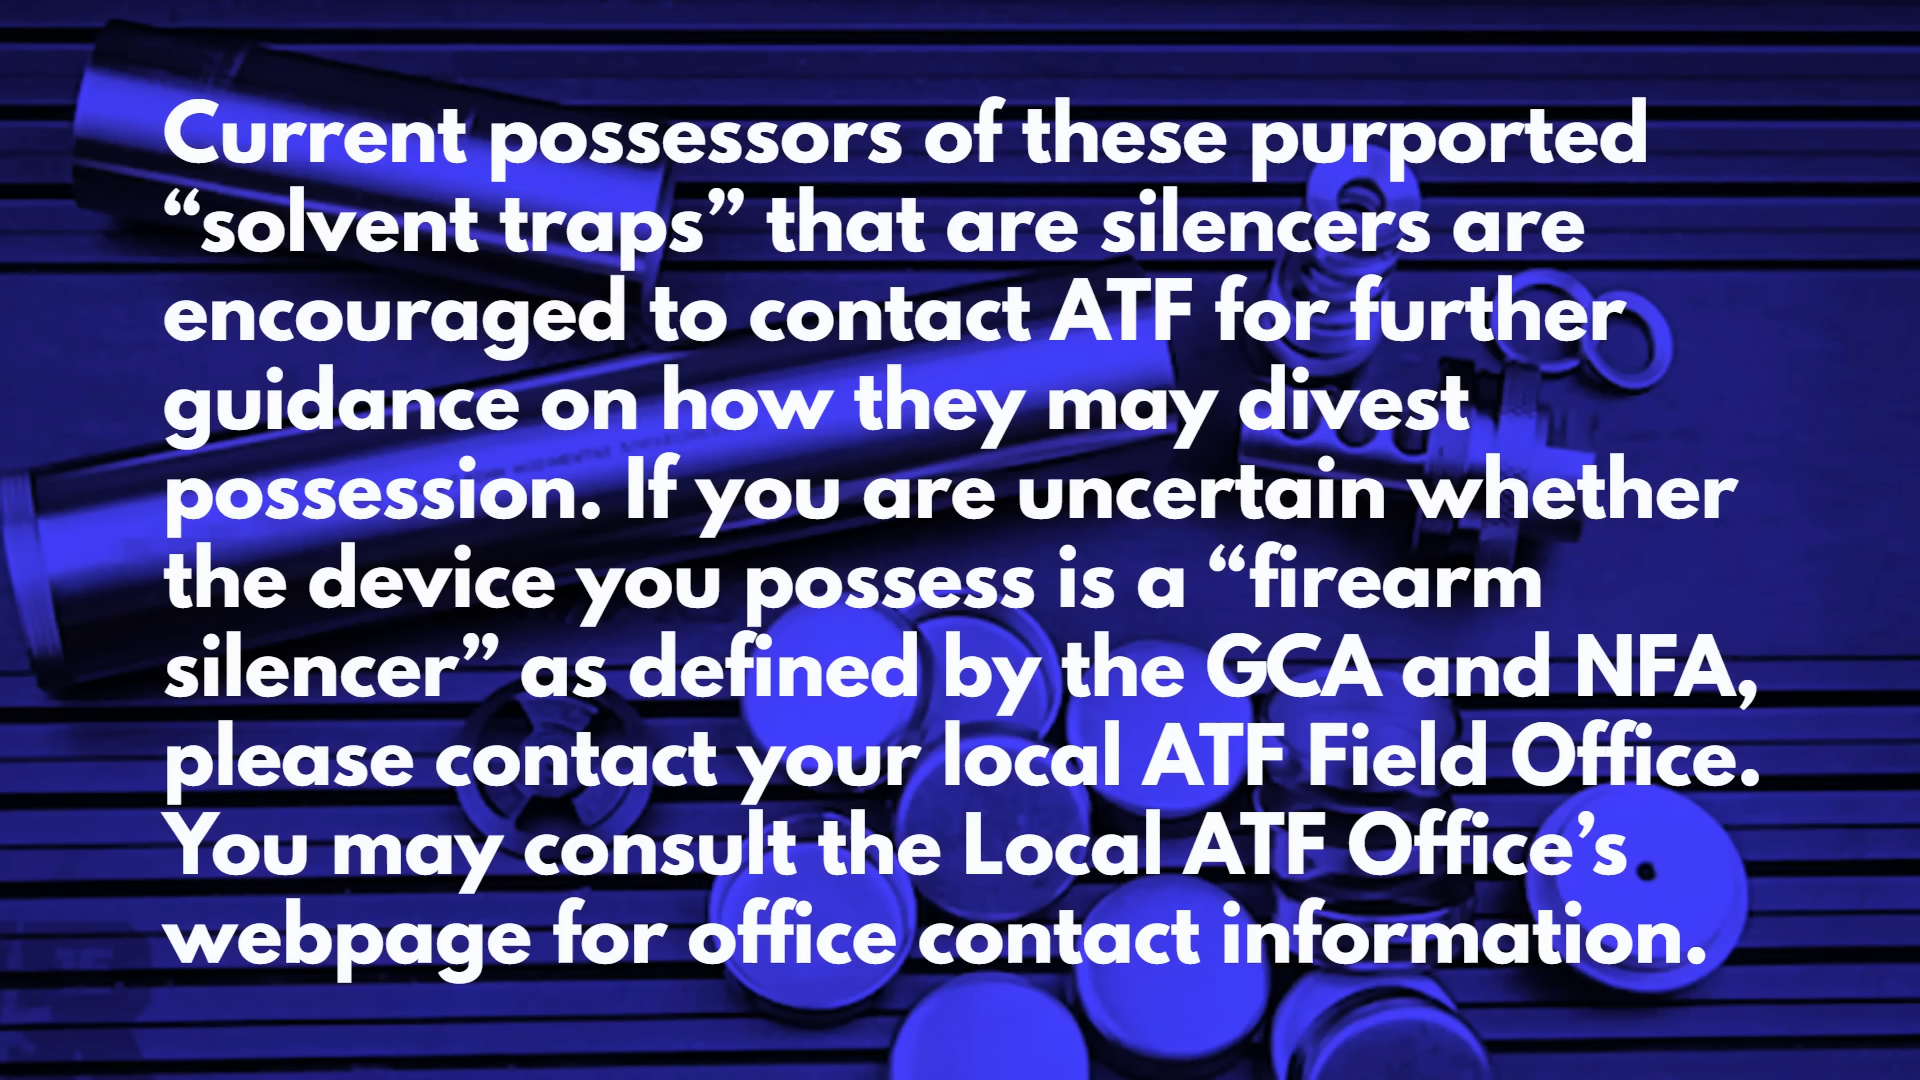 Current possessors of these purported
“solvent traps” that are silencers are
encouraged to contact ATF for further
guidance on how they may divest
possession. If you are uncertain whether
the device you possess is a “firearm
silencer” as defined by the GCA and NFA,
please contact your local ATF Field Office.
You may consult the Local ATF Office’s
webpage for office contact information.